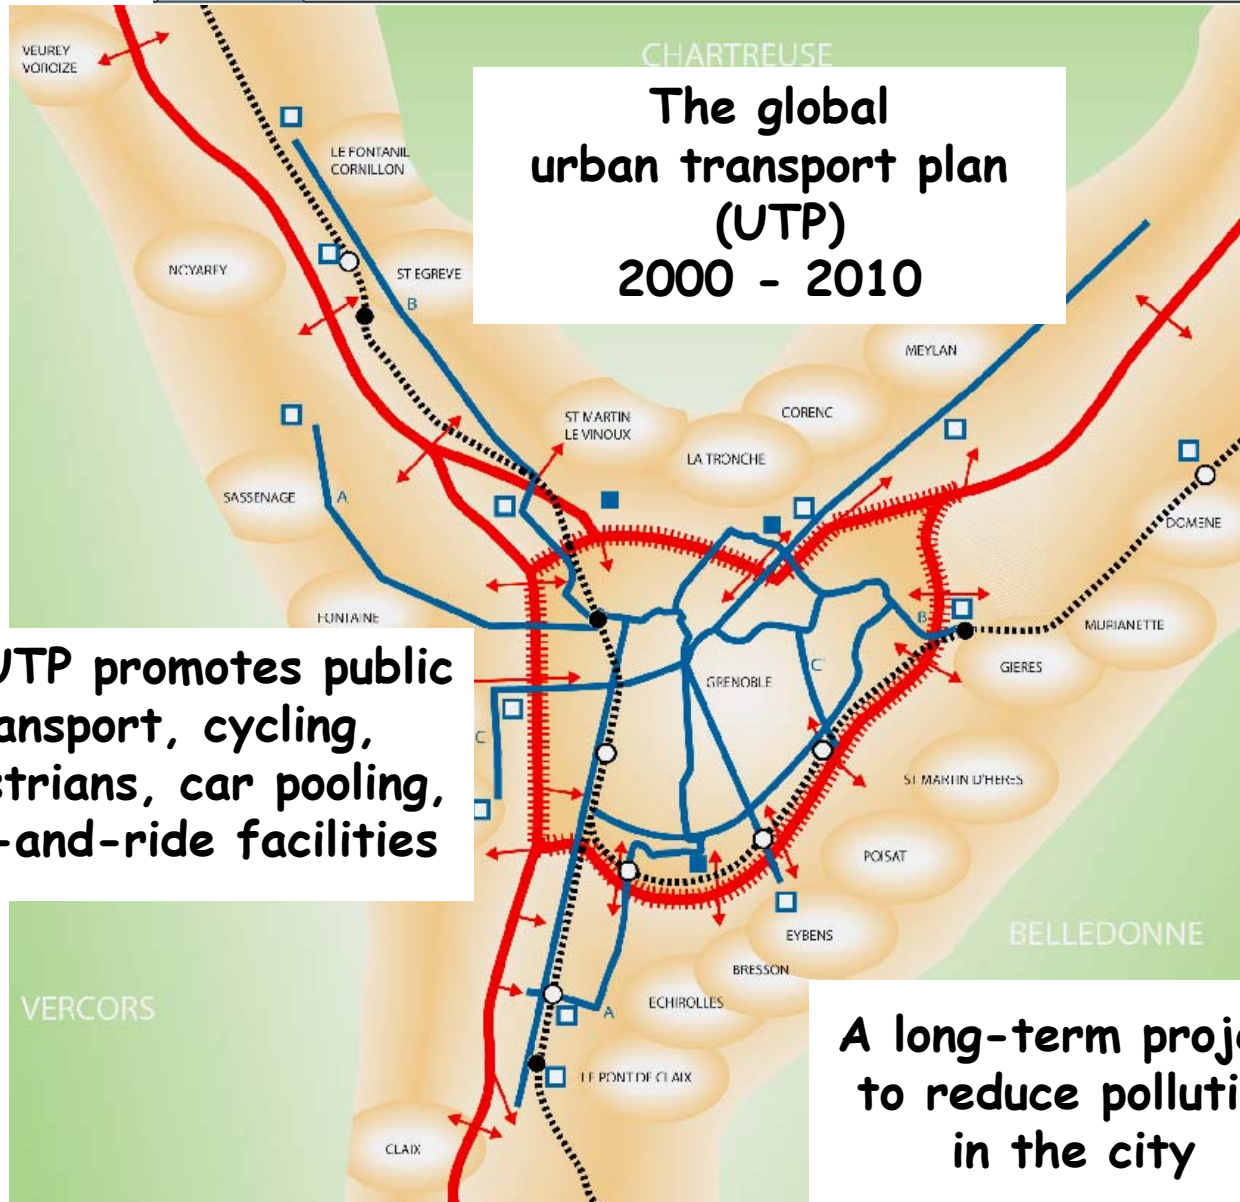 VEUREY
VOROIZE
CHARTREUSE
The global
urban transport plan
(UTP)
2000 - 2010
LE FONTANIL
CORNILLON
NOYAREY
ST EGREVE
B
MEYLAN
ST MARTIN
LE VINOUX
CORENC
LA TRONCHE
SASSENAGE
A
DOMENE
FONTAINE
B
MURIANETTE
GIERES
C
GRENOBLE
UTP promotes public
ansport, cycling,
strians, car pooling,
-and-ride facilities
C
ST MARTIN D'HERES
POISAT
EYBENS
BELLEDONNE
BRESSON
VERCORS
ECHIROLLES
A
A long-term proje
to reduce polluti
in the city
LE PONT DE CLAIX
CLAIX